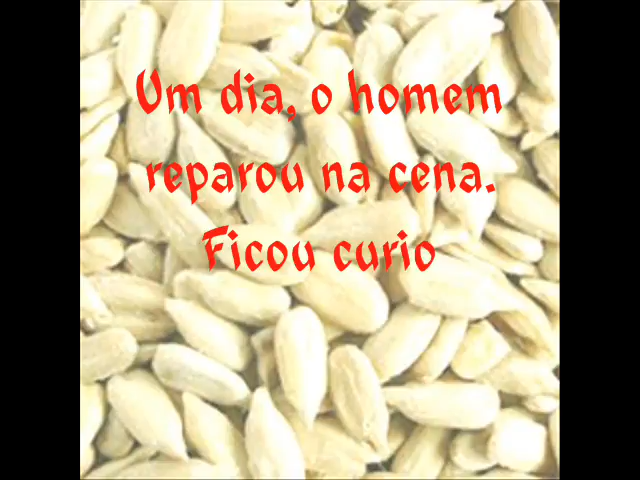 Um dia, o homem
reparou na cena.
Ficou curio